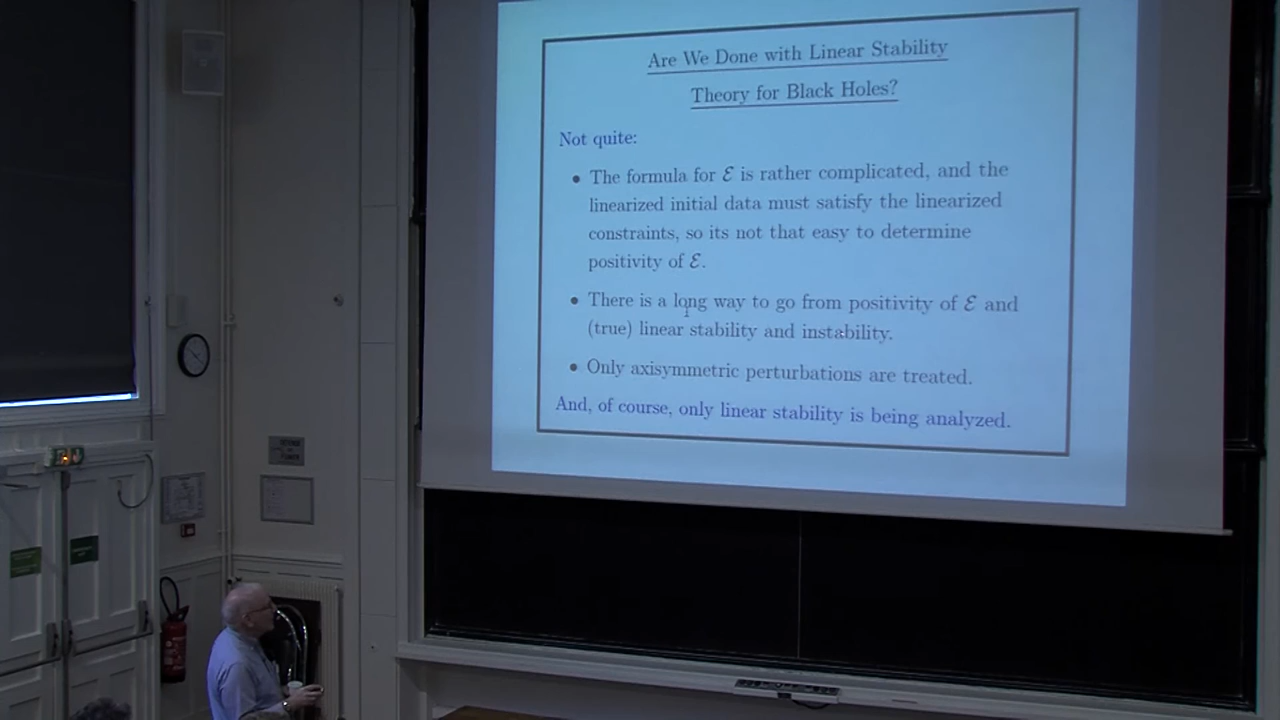 Are We Done with Linear Stability
Theory for Black Holes?
Not quite:
• The formula for ℰ is rather complicated, and the
linearized initial data must satisfy the linearized
constraints, so its not that easy to determine
positivity of ℰ.
• There is a long way to go from positivity of ℰ and
(true) linear stability and instability.
• Only axisymmetric perturbations are treated.
And, of course, only linear stability is being analyzed.